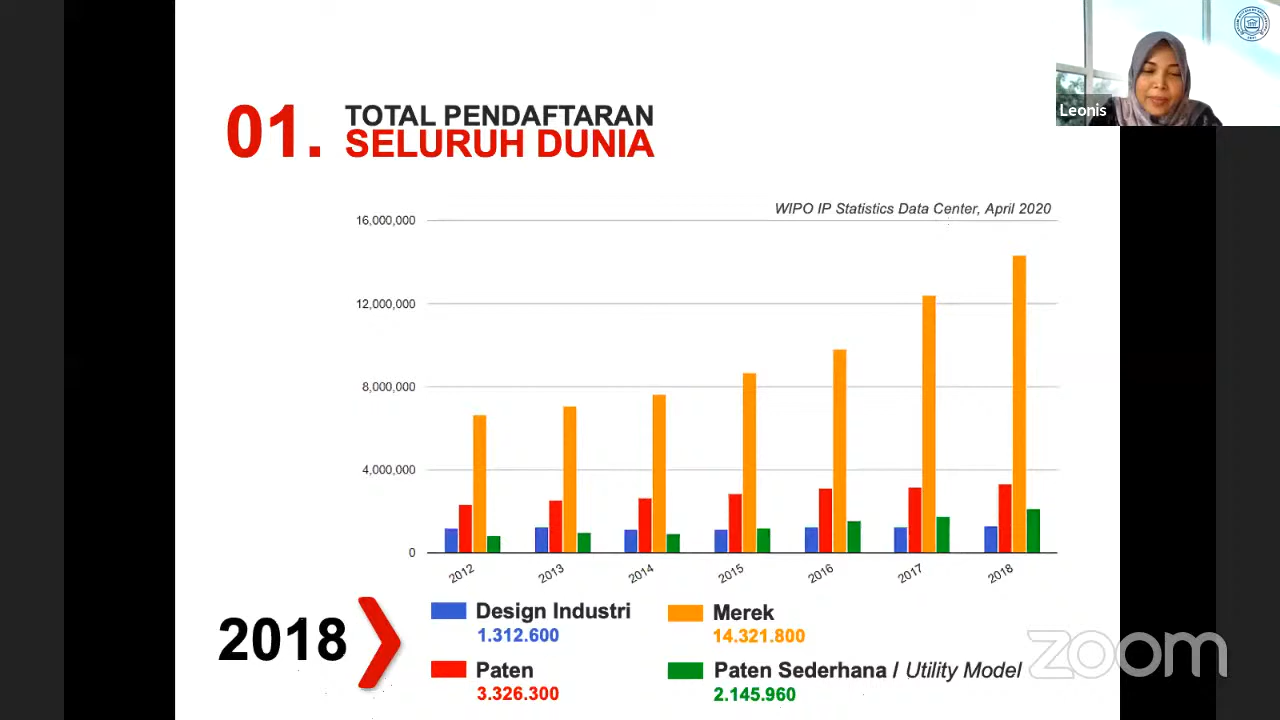 Leonis
01.
TOTAL PENDAFTARAN
SELURUH DUNIA
WIPO IP Statistics Data Center, April 2020
16,000,000
12,000,000
8,000,000
4,000,000
0
2012
2013
2014
2015
2016
2017
2018
2018
Design Industri
1.312.600
Merek
14.321.800
Paten
3.326.300
Paten Sederhana / Utility Model
2.145.960
zoom